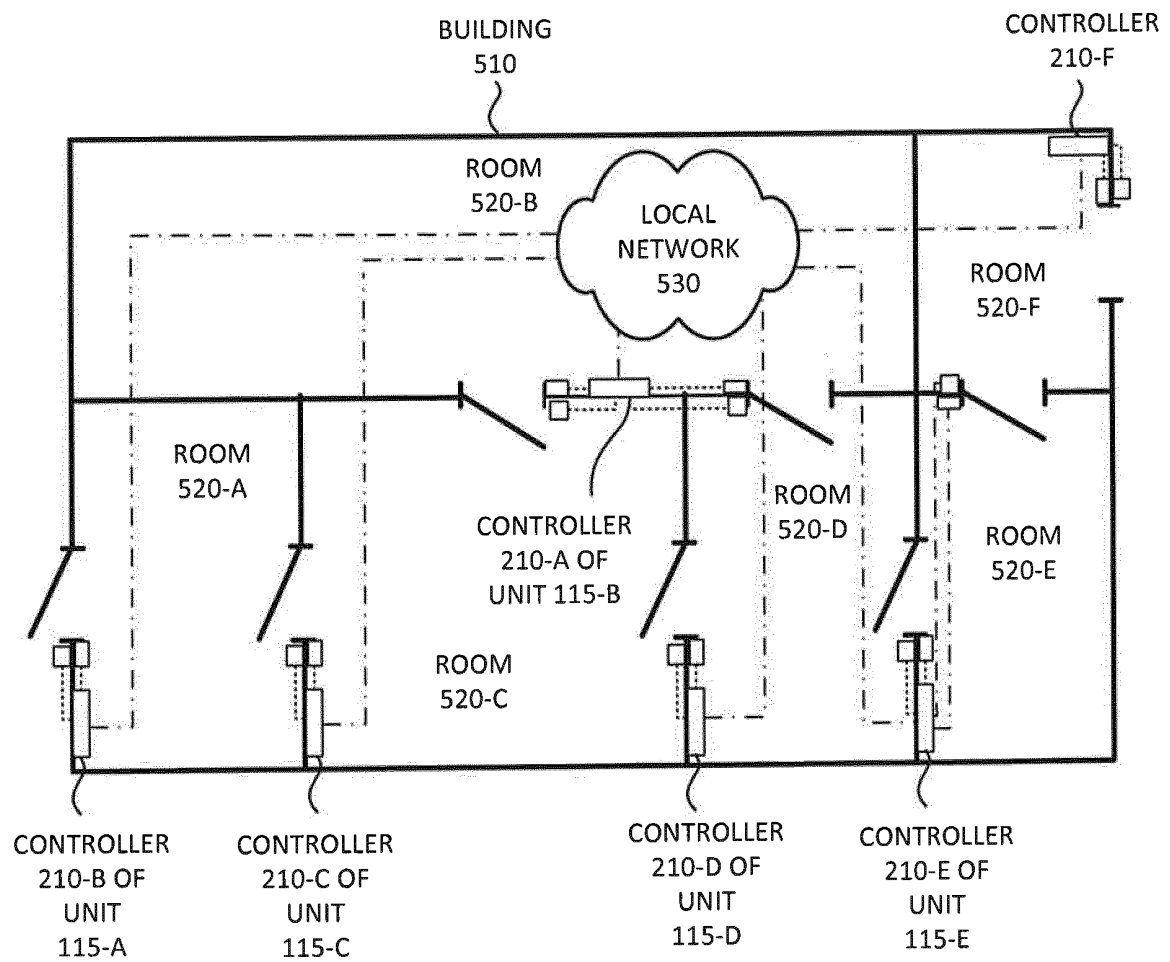 BUILDING
510
CONTROLLER
210-F
ROOM
520-B
LOCAL
NETWORK
530
ROOM
520-F
ROOM
520-A
CONTROLLER
210-A OF
UNIT 115-B
ROOM
520-D
ROOM
520-E
ROOM
520-C
CONTROLLER
210-B OF
UNIT
115-A
CONTROLLER
210-C OF
UNIT
115-C
CONTROLLER
210-D OF
UNIT
115-D
CONTROLLER
210-E OF
UNIT
115-E